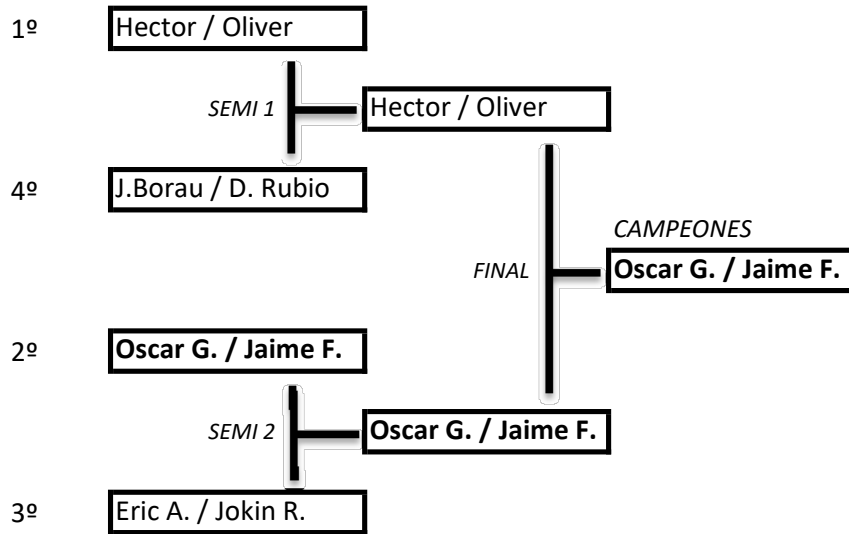 1º Hector / Oliver
SEMI 1 Hector / Oliver
4º J.Borau / D. Rubio
CAMPEONES
FINAL Oscar G. / Jaime F.
2º Oscar G. / Jaime F.
SEMI 2 Oscar G. / Jaime F.
3º Eric A. / Jokin R.